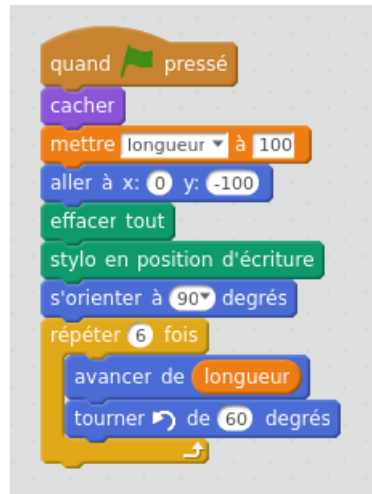 quand pressé
cacher
mettre longueur à 100
aller à x: 0 y: -100
effacer tout
stylo en position d'écriture
s'orienter à 90 degrés
répéter 6 fois
avancer de longueur
tourner de 60 degrés